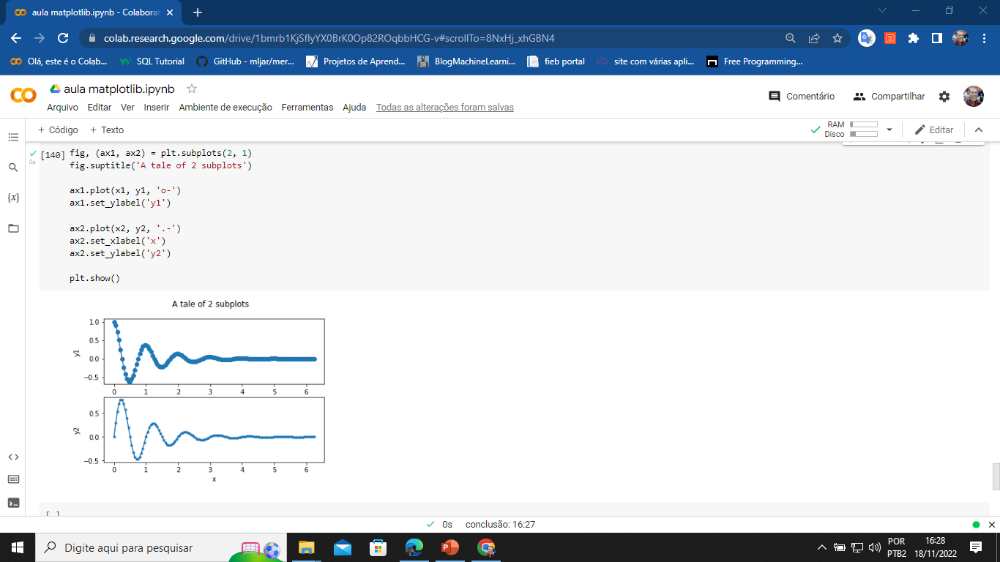 aula matplotlib.ipynb - Colaborat
colab.research.google.com/drive/1bmrb1KjSflyYX0BrK0Op82ROqbbHCG-v#scrollTo=8NxHj_xhGBN4
Olá, este é o Colab... SQL Tutorial GitHub - mljar/mer... Projetos de Aprend... BlogMachineLearni... fieb portal site com várias apli... Free Programming...
aula matplotlib.ipynb
Comentário Compartilhar
Arquivo Editar Ver Inserir Ambiente de execução Ferramentas Ajuda Todas as alterações foram salvas
+ Código + Texto
RAM
Disco
Editar
[140] fig, (ax1, ax2) = plt.subplots(2, 1)
0s
fig.suptitle('A tale of 2 subplots')
ax1.plot(x1, y1, 'o-')
ax1.set_ylabel('y1')
{x}
ax2.plot(x2, y2, '.-')
ax2.set_xlabel('x')
ax2.set_ylabel('y2')
plt.show()
A tale of 2 subplots
1.0
0.5
y1
0.0
−0.5
0 1 2 3 4 5 6
0.5
y2
0.0
−0.5
0 1 2 3 4 5 6
x
[ ]
0s conclusão: 16:27
Digite aqui para pesquisar
POR
PTB2
16:28
18/11/2022